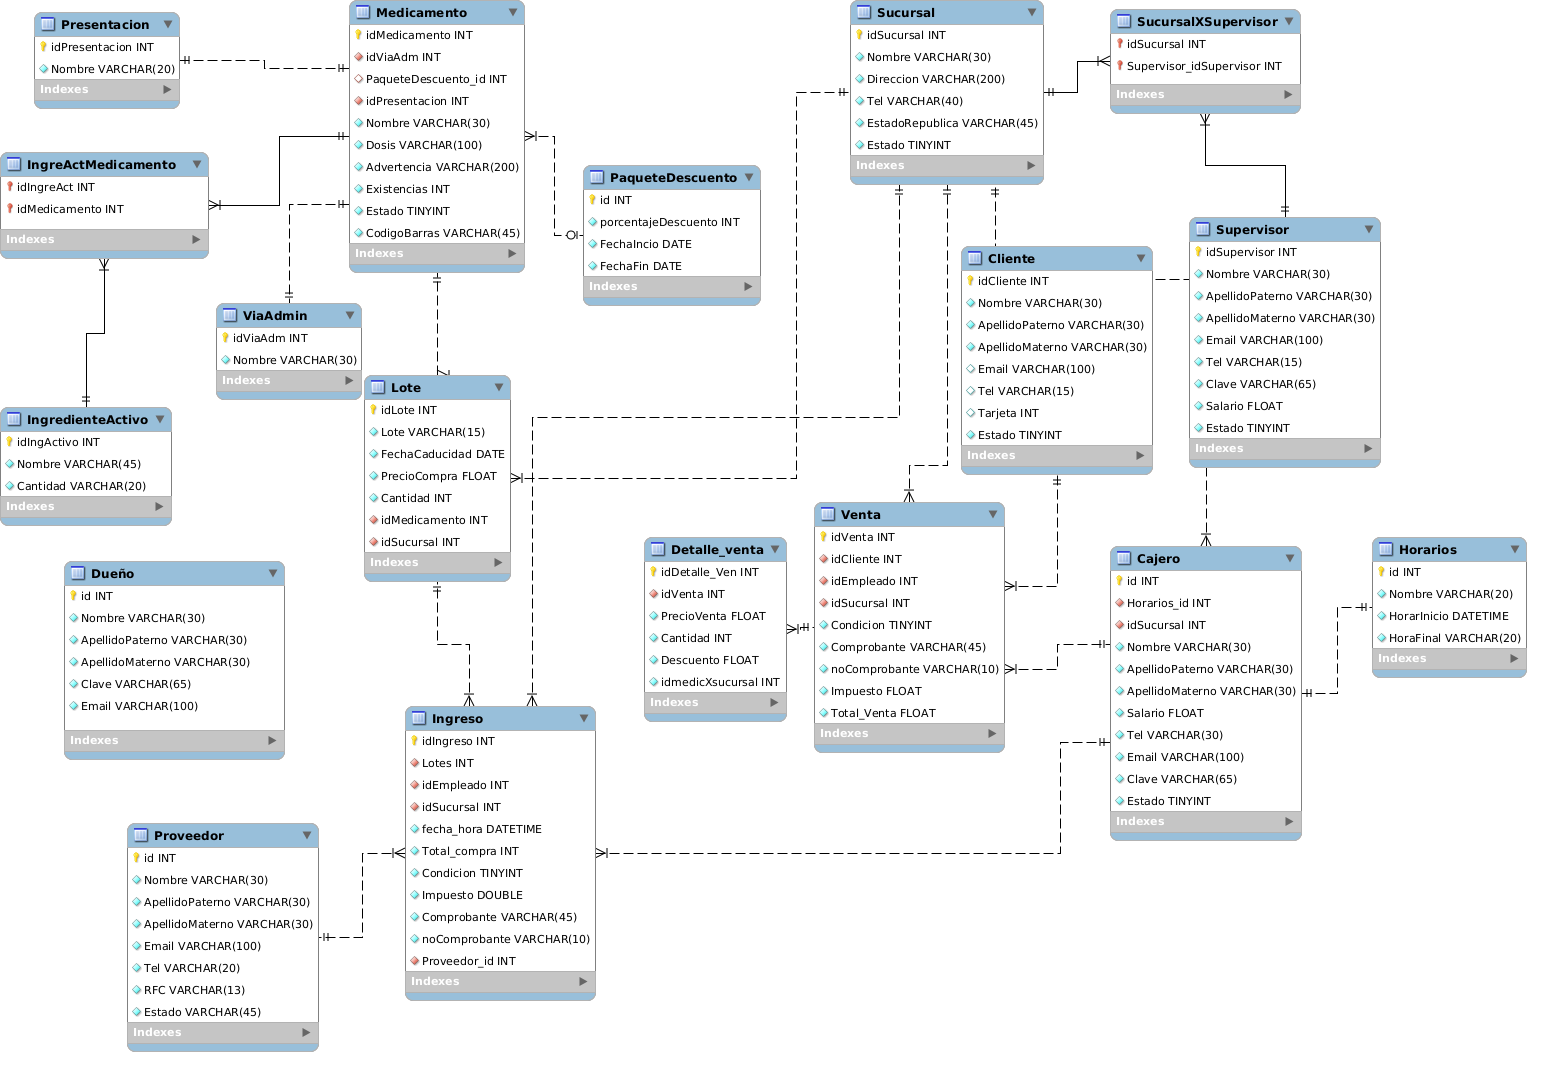 Presentacion
idPresentacion INT
Nombre VARCHAR(20)
Indexes
Medicamento
idMedicamento INT
idViaAdm INT
PaqueteDescuento_id INT
idPresentacion INT
Nombre VARCHAR(30)
Dosis VARCHAR(100)
Advertencia VARCHAR(200)
Existencias INT
Estado TINYINT
CodigoBarras VARCHAR(45)
Indexes
Sucursal
idSucursal INT
Nombre VARCHAR(30)
Direccion VARCHAR(200)
Tel VARCHAR(40)
EstadoRepublica VARCHAR(45)
Estado TINYINT
Indexes
SucursalXSupervisor
idSucursal INT
Supervisor_idSupervisor INT
Indexes
IngreActMedicamento
idIngreAct INT
idMedicamento INT
Indexes
PaqueteDescuento
id INT
porcentajeDescuento INT
FechaIncio DATE
FechaFin DATE
Indexes
Supervisor
idSupervisor INT
Nombre VARCHAR(30)
ApellidoPaterno VARCHAR(30)
ApellidoMaterno VARCHAR(30)
Email VARCHAR(100)
Tel VARCHAR(15)
Clave VARCHAR(65)
Salario FLOAT
Estado TINYINT
Indexes
Cliente
idCliente INT
Nombre VARCHAR(30)
ApellidoPaterno VARCHAR(30)
ApellidoMaterno VARCHAR(30)
Email VARCHAR(100)
Tel VARCHAR(15)
Tarjeta INT
Estado TINYINT
Indexes
ViaAdmin
idViaAdm INT
Nombre VARCHAR(30)
Indexes
Lote
idLote INT
Lote VARCHAR(15)
FechaCaducidad DATE
PrecioCompra FLOAT
Cantidad INT
idMedicamento INT
idSucursal INT
Indexes
IngredienteActivo
idIngActivo INT
Nombre VARCHAR(45)
Cantidad VARCHAR(20)
Indexes
Venta
idVenta INT
idCliente INT
idEmpleado INT
idSucursal INT
Condicion TINYINT
Comprobante VARCHAR(45)
noComprobante VARCHAR(10)
Impuesto FLOAT
Total_Venta FLOAT
Indexes
Detalle_venta
idDetalle_Ven INT
idVenta INT
PrecioVenta FLOAT
Cantidad INT
Descuento FLOAT
idmedicXsucursal INT
Indexes
Cajero
id INT
Horarios_id INT
idSucursal INT
Nombre VARCHAR(30)
ApellidoPaterno VARCHAR(30)
ApellidoMaterno VARCHAR(30)
Salario FLOAT
Tel VARCHAR(30)
Email VARCHAR(100)
Clave VARCHAR(65)
Estado TINYINT
Indexes
Horarios
id INT
Nombre VARCHAR(20)
HorarInicio DATETIME
HoraFinal VARCHAR(20)
Indexes
Dueño
id INT
Nombre VARCHAR(30)
ApellidoPaterno VARCHAR(30)
ApellidoMaterno VARCHAR(30)
Clave VARCHAR(65)
Email VARCHAR(100)
Indexes
Ingreso
idIngreso INT
Lotes INT
idEmpleado INT
idSucursal INT
fecha_hora DATETIME
Total_compra INT
Condicion TINYINT
Impuesto DOUBLE
Comprobante VARCHAR(45)
noComprobante VARCHAR(10)
Proveedor_id INT
Indexes
Proveedor
id INT
Nombre VARCHAR(30)
ApellidoPaterno VARCHAR(30)
ApellidoMaterno VARCHAR(30)
Email VARCHAR(100)
Tel VARCHAR(20)
RFC VARCHAR(13)
Estado VARCHAR(45)
Indexes